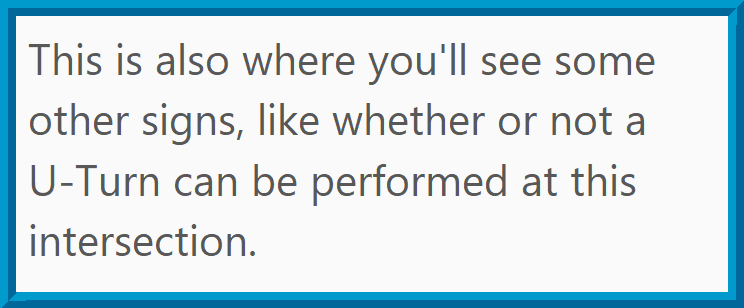 This is also where you'll see some
other signs, like whether or not a
U-Turn can be performed at this
intersection.